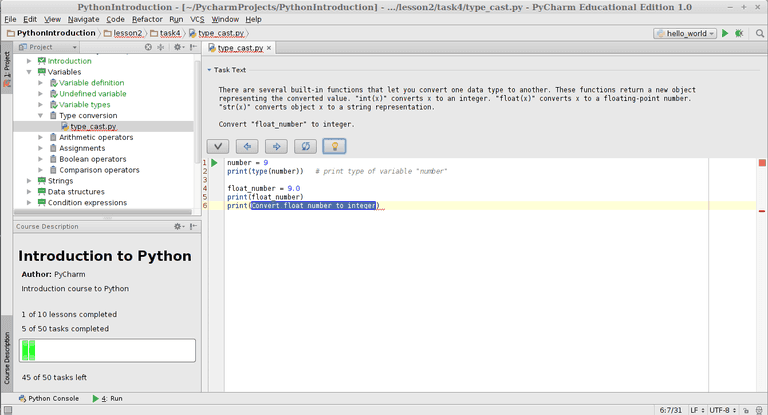 PythonIntroduction - [~/PycharmProjects/PythonIntroduction] - .../lesson2/task4/type_cast.py - PyCharm Educational Edition 1.0
File Edit View Navigate Code Refactor Run VCS Window Help
PythonIntroduction lesson2 task4 type_cast.py hello_world
1: Project
Project
type_cast.py
Introduction
Variables
Variable definition
Undefined variable
Variable types
Type conversion
type_cast.py
Arithmetic operators
Assignments
Boolean operators
Comparison operators
Strings
Data structures
Condition expressions
Task Text
There are several built-in functions that let you convert one data type to another. These functions return a new object
representing the converted value. "int(x)" converts x to an integer. "float(x)" converts x to a floating-point number.
"str(x)" converts object x to a string representation.
Convert "float_number" to integer.
1 number = 9
2 print(type(number)) # print type of variable "number"
3
4 float_number = 9.0
5 print(float_number)
6 print(Convert float number to integer)
Course Description
Course Description
Introduction to Python
Author: PyCharm
Introduction course to Python
1 of 10 lessons completed
5 of 50 tasks completed
45 of 50 tasks left
Python Console 4: Run
6:7/31 LF UTF-8